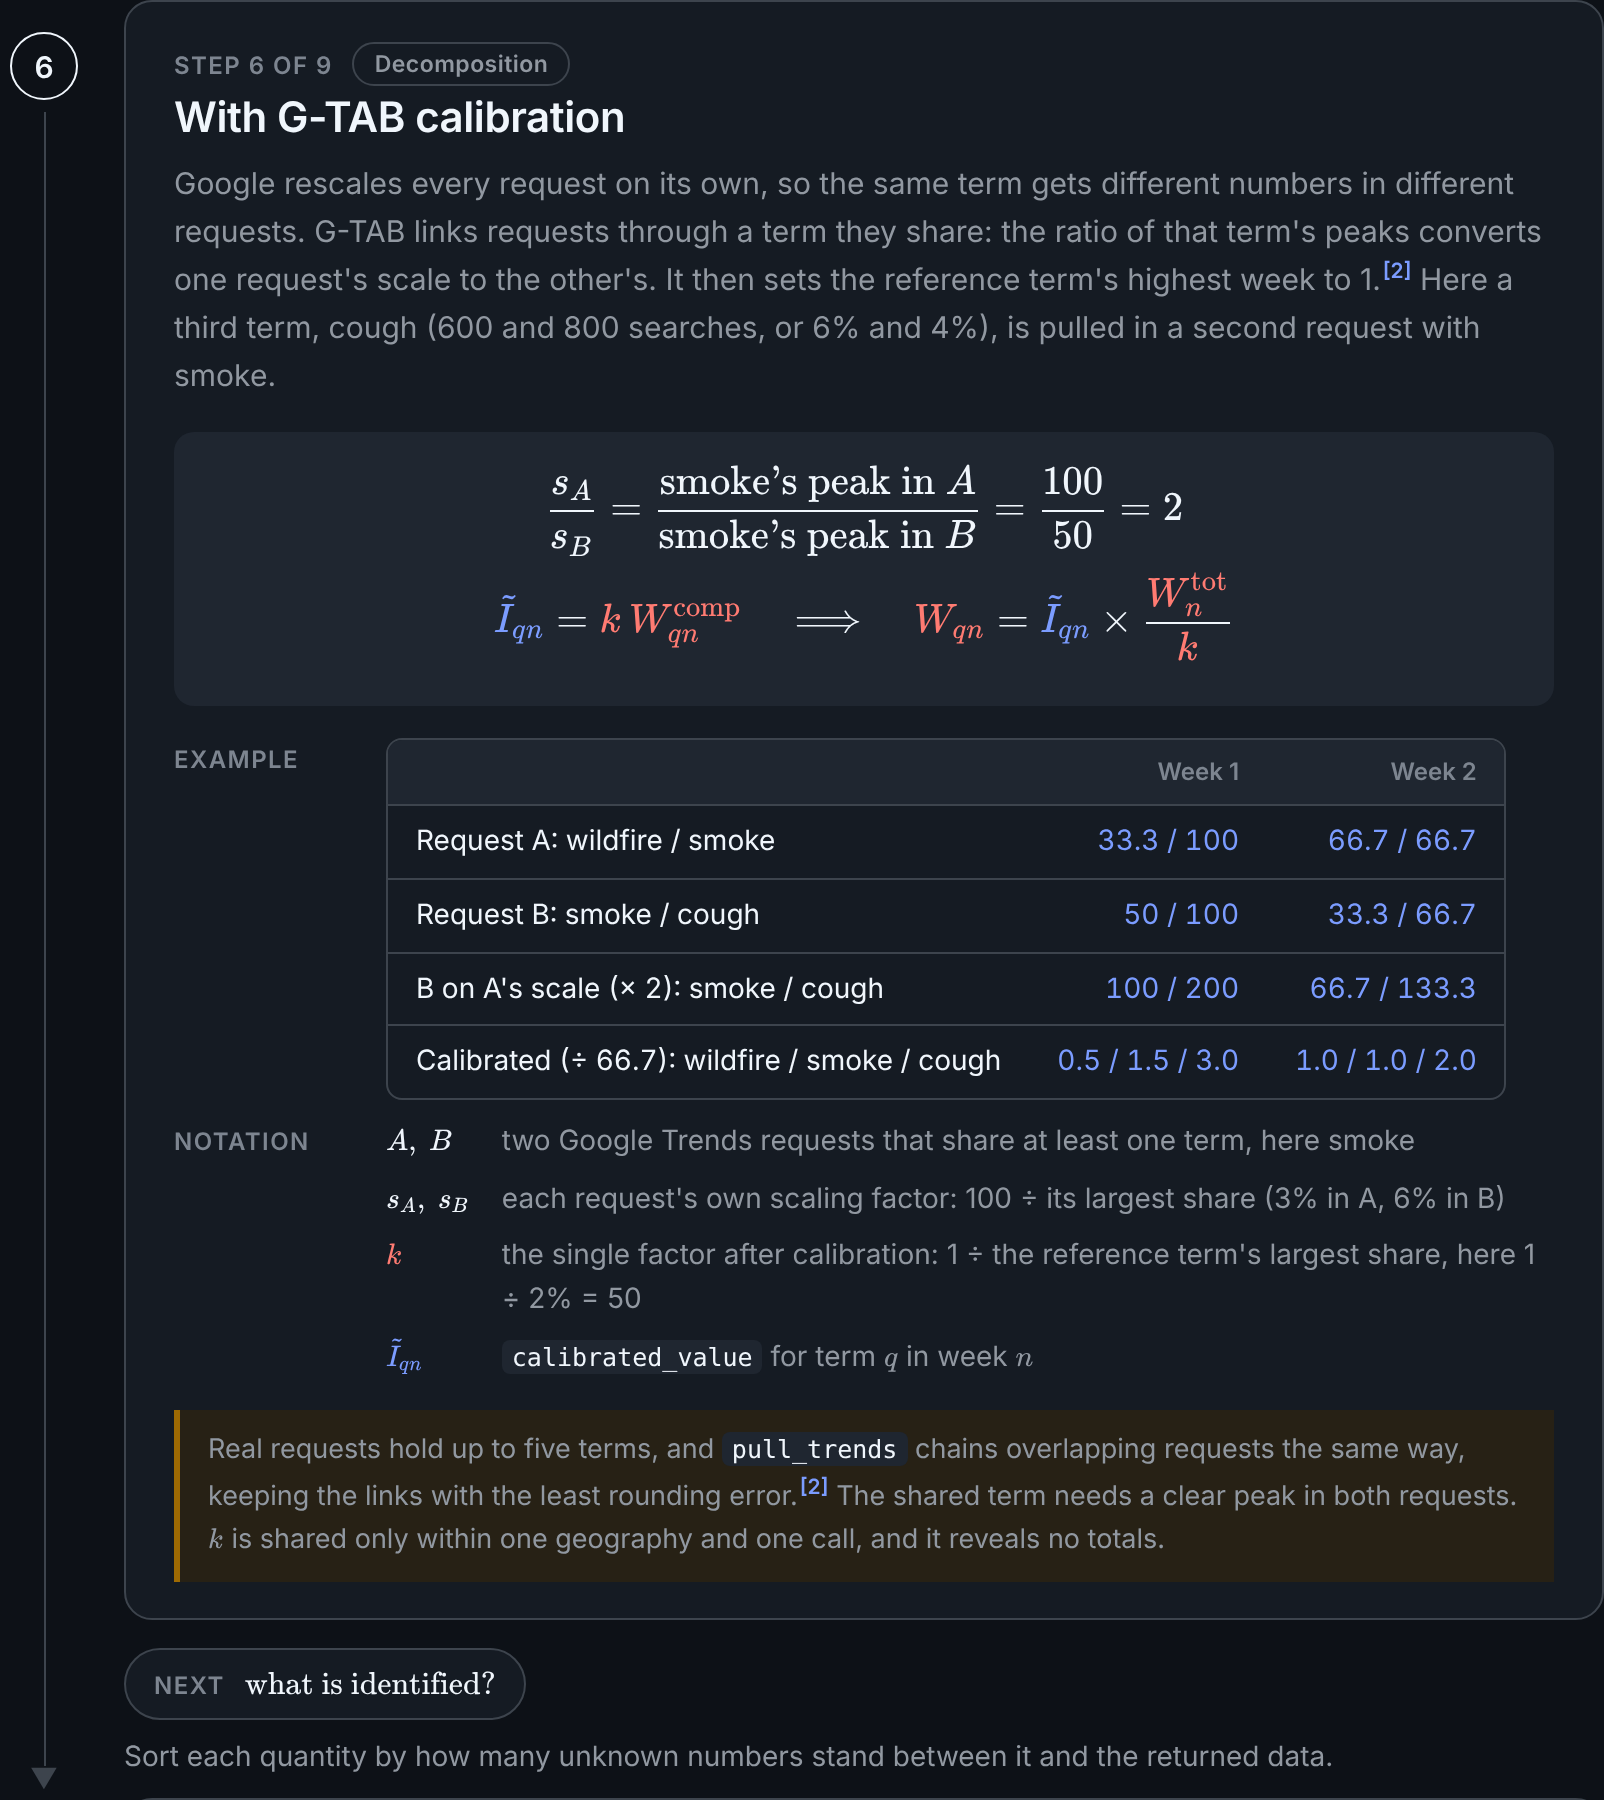 6
STEP 6 OF 9 Decomposition
With G-TAB calibration
Google rescales every request on its own, so the same term gets different numbers in different
requests. G-TAB links requests through a term they share: the ratio of that term's peaks converts
one request's scale to the other's. It then sets the reference term's highest week to 1.[2] Here a
third term, cough (600 and 800 searches, or 6% and 4%), is pulled in a second request with
smoke.
s_A / s_B = smoke's peak in A / smoke's peak in B = 100 / 50 = 2
Ĩ_qn = k W_qn^comp ⟹ W_qn = Ĩ_qn × W_n^tot / k
EXAMPLE
Week 1 Week 2
Request A: wildfire / smoke 33.3 / 100 66.7 / 66.7
Request B: smoke / cough 50 / 100 33.3 / 66.7
B on A's scale (× 2): smoke / cough 100 / 200 66.7 / 133.3
Calibrated (÷ 66.7): wildfire / smoke / cough 0.5 / 1.5 / 3.0 1.0 / 1.0 / 2.0
NOTATION
A, B two Google Trends requests that share at least one term, here smoke
s_A, s_B each request's own scaling factor: 100 ÷ its largest share (3% in A, 6% in B)
k the single factor after calibration: 1 ÷ the reference term's largest share, here 1
÷ 2% = 50
Ĩ_qn calibrated_value for term q in week n
Real requests hold up to five terms, and pull_trends chains overlapping requests the same way,
keeping the links with the least rounding error.[2] The shared term needs a clear peak in both requests.
k is shared only within one geography and one call, and it reveals no totals.
NEXT what is identified?
Sort each quantity by how many unknown numbers stand between it and the returned data.